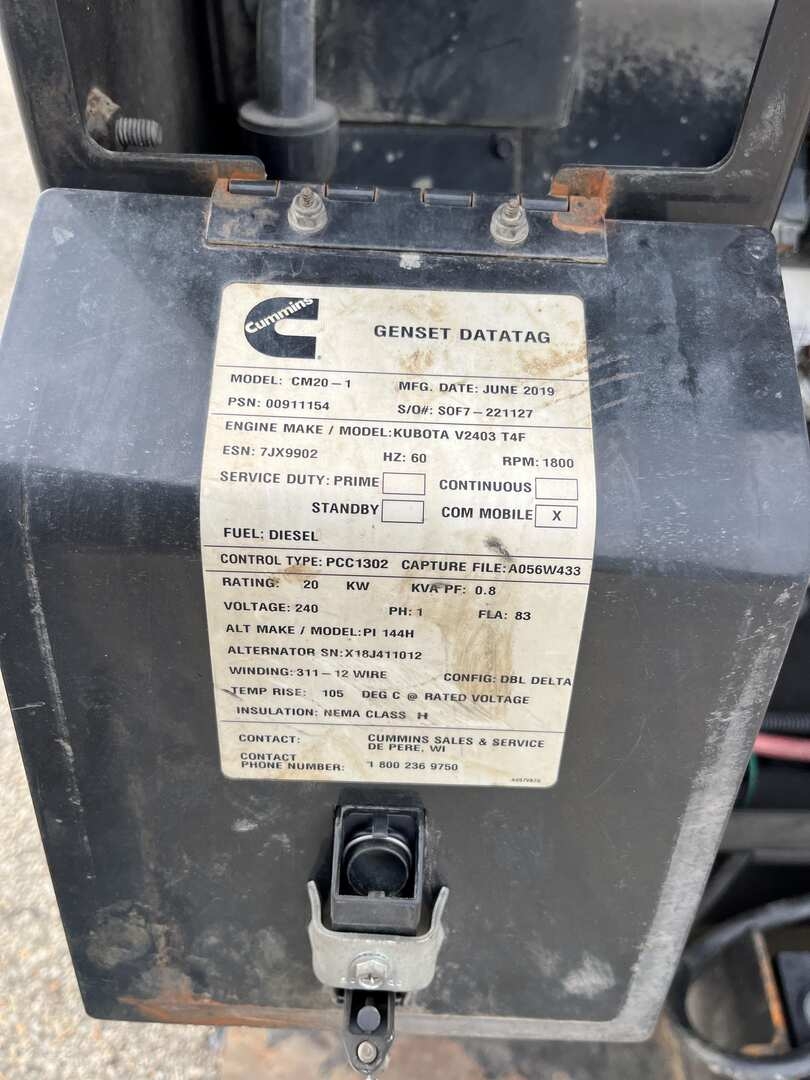 Cummins
GENSET DATATAG
MODEL: CM20-1 MFG. DATE: JUNE 2019
PSN: 00911154 S/O#: SOF7-221127
ENGINE MAKE / MODEL:KUBOTA V2403 T4F
ESN: 7JX9902 HZ: 60 RPM: 1800
SERVICE DUTY: PRIME CONTINUOUS
STANDBY COM MOBILE X
FUEL: DIESEL
CONTROL TYPE: PCC1302 CAPTURE FILE: A056W433
RATING: 20 KW KVA PF: 0.8
VOLTAGE: 240 PH: 1 FLA: 83
ALT MAKE / MODEL: PI 144H
ALTERNATOR SN:X18J411012
WINDING: 311-12 WIRE CONFIG: DBL DELTA
TEMP RISE: 105 DEG C @ RATED VOLTAGE
INSULATION: NEMA CLASS H
CONTACT: CUMMINS SALES & SERVICE
DE PERE, WI
CONTACT
PHONE NUMBER: 1 800 236 9750